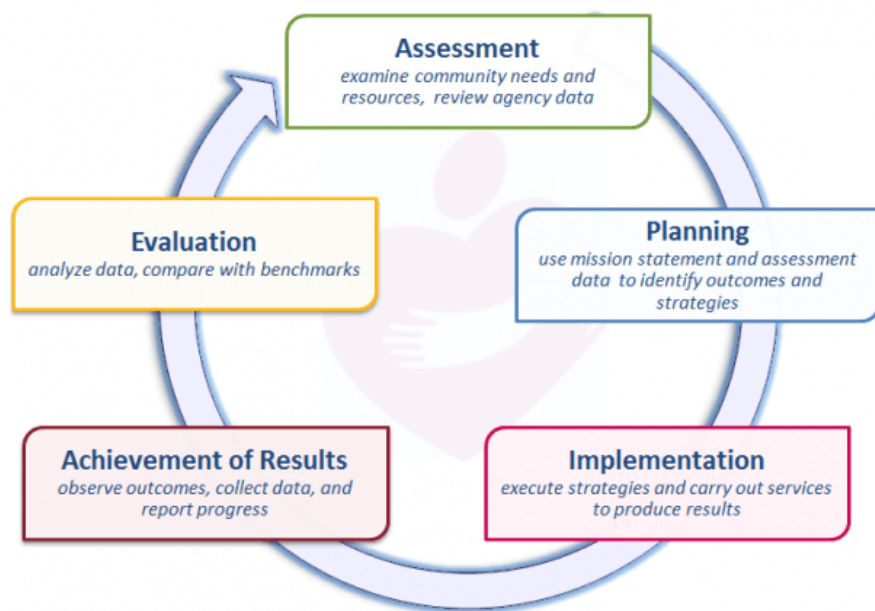 Assessment
examine community needs and
resources, review agency data
Planning
use mission statement and assessment
data to identify outcomes and
strategies
Implementation
execute strategies and carry out services
to produce results
Achievement of Results
observe outcomes, collect data, and
report progress
Evaluation
analyze data, compare with benchmarks